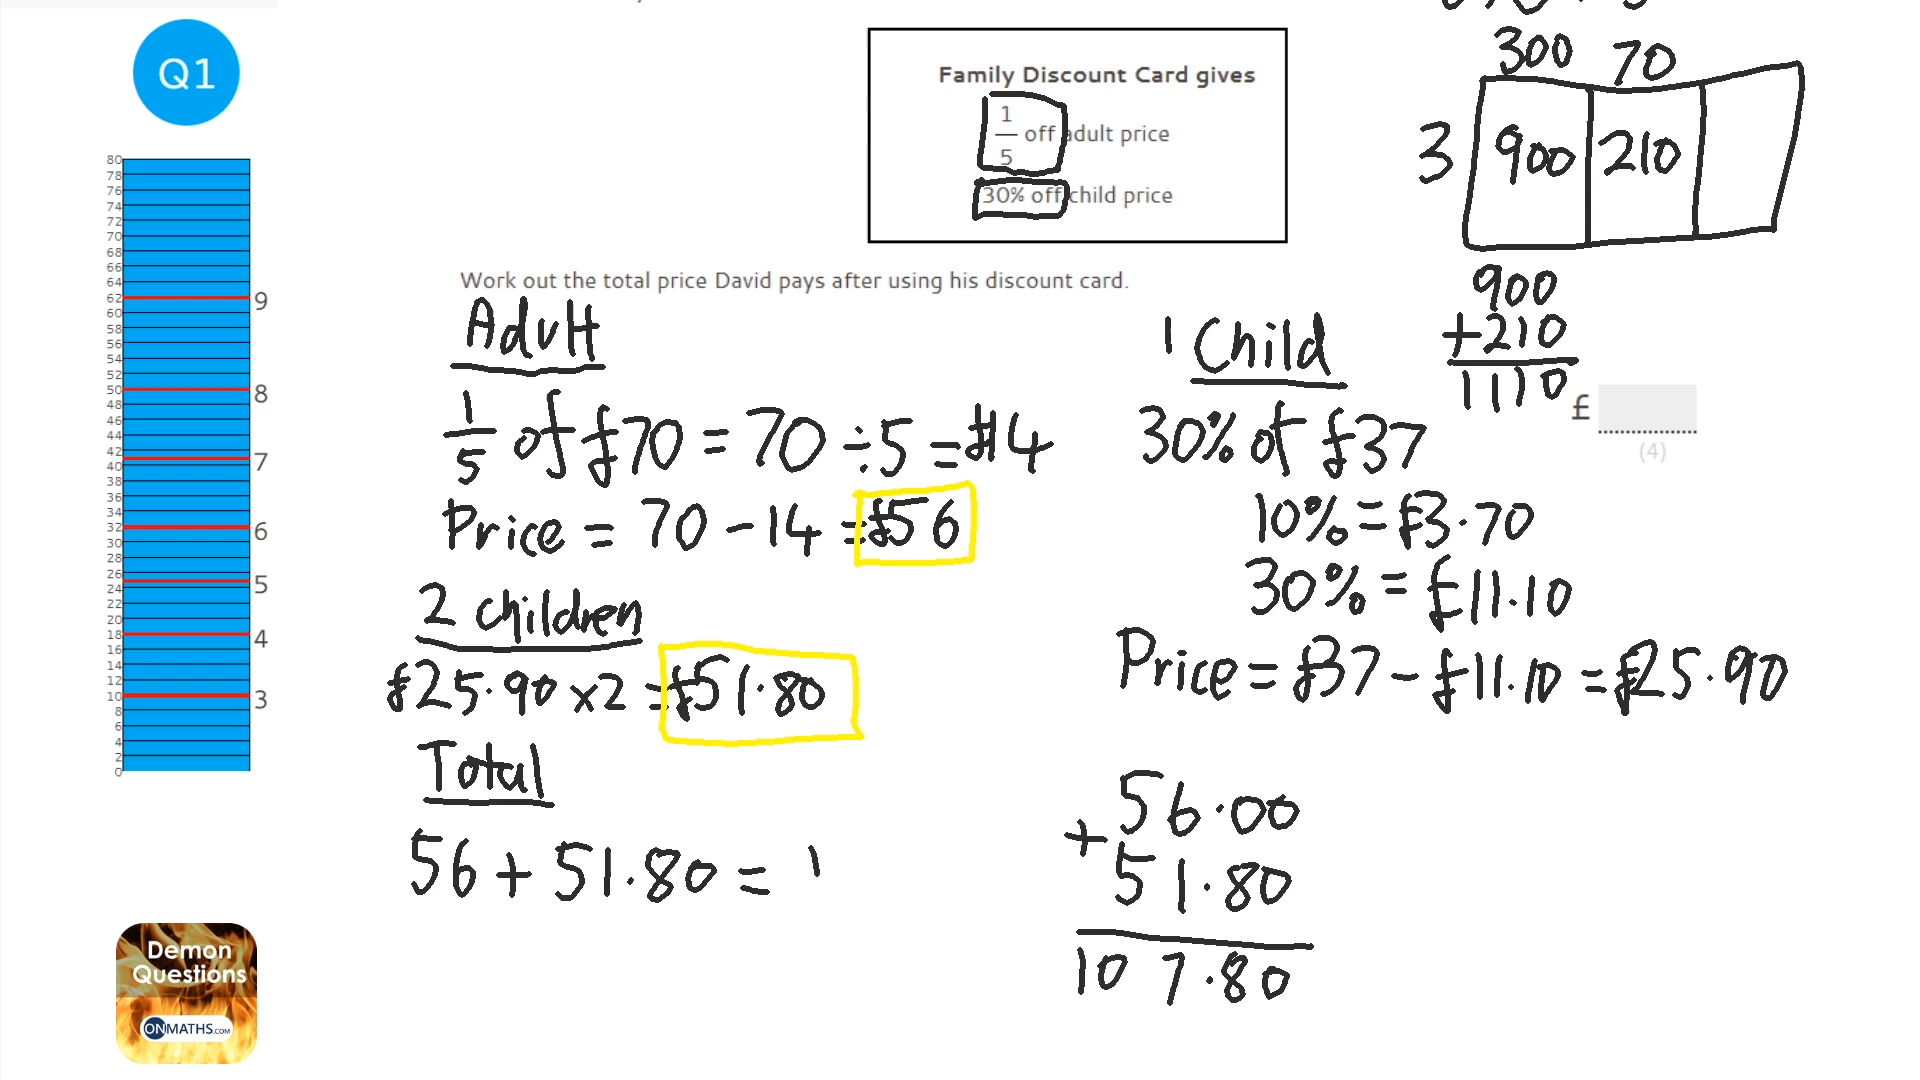 Q1
Family Discount Card gives
1/5 off adult price
30% off child price
Work out the total price David pays after using his discount card.
80
78
76
74
72
70
68
66
64
62
60
58
56
54
52
50
48
46
44
42
40
38
36
34
32
30
28
26
24
22
20
18
16
14
12
10
8
6
4
2
0
9
8
7
6
5
4
3
300 70
3 900 210
900
+210
1110
£
(4)
Adult
1/5 of £70 = 70 ÷ 5 = £14
Price = 70 - 14 = £56
2 children
£25.90 x2 = £51.80
Total
56 + 51.80 = 1
1 Child
30% of £37
10% = £3.70
30% = £11.10
Price = £37 - £11.10 = £25.90
56.00
+ 51.80
107.80
Demon
Questions
ONMATHS.COM